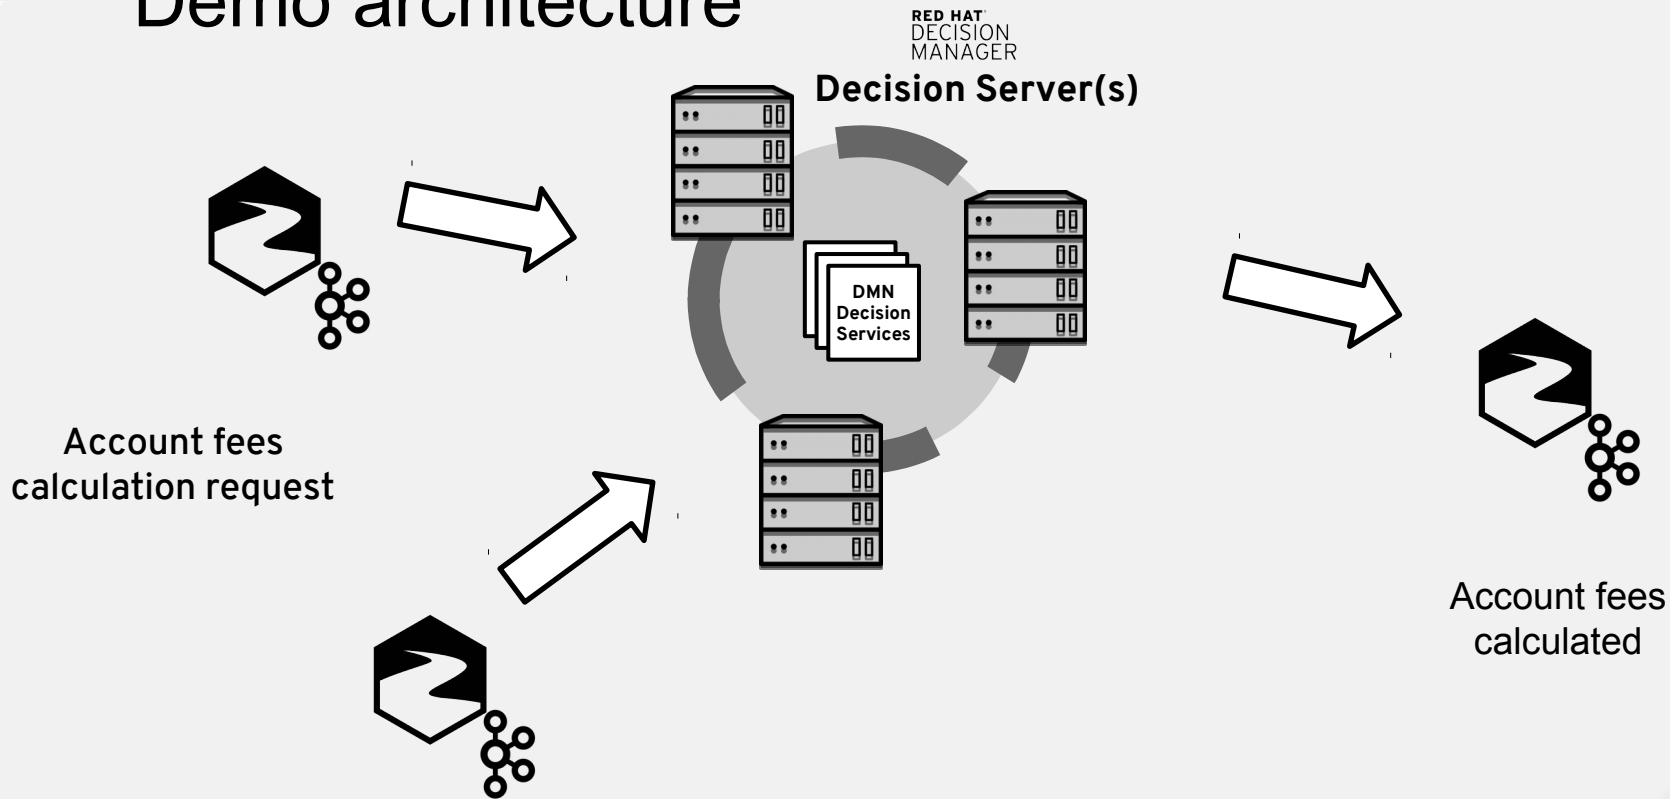 Demo architecture
RED HAT
DECISION
MANAGER
Decision Server(s)
DMN
Decision
Services
Account fees
calculation request
Account fees
calculated